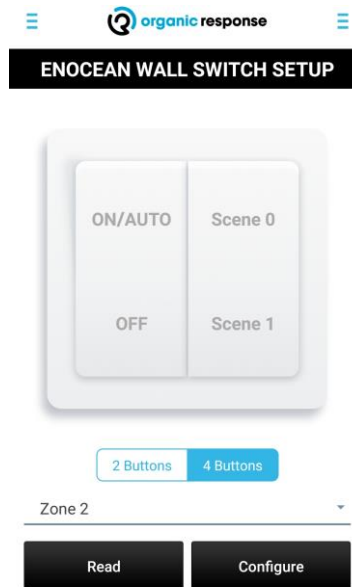 organic response
ENOCEAN WALL SWITCH SETUP
ON/AUTO Scene 0
OFF Scene 1
2 Buttons 4 Buttons
Zone 2
Read Configure